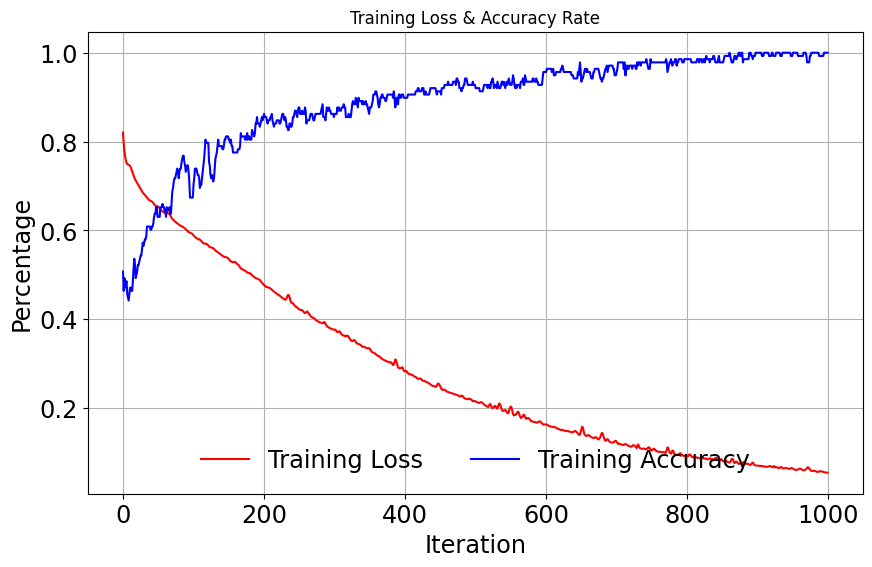 Training Loss & Accuracy Rate
1.0
0.8
0.6
0.4
0.2
Percentage
Training Loss Training Accuracy
0 200 400 600 800 1000
Iteration